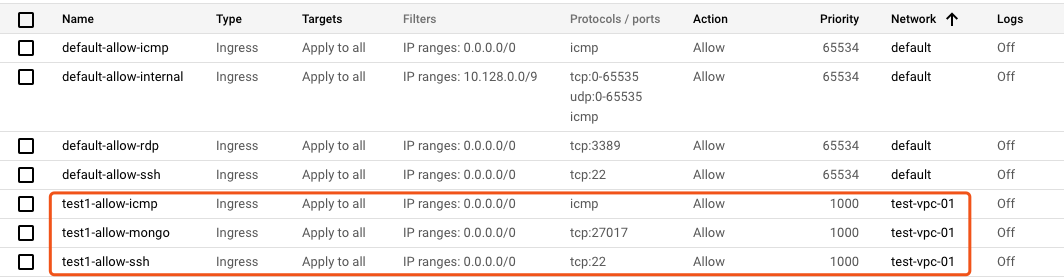 Name Type Targets Filters Protocols / ports Action Priority Network Logs
default-allow-icmp Ingress Apply to all IP ranges: 0.0.0.0/0 icmp Allow 65534 default Off
default-allow-internal Ingress Apply to all IP ranges: 10.128.0.0/9 tcp:0-65535 Allow 65534 default Off
udp:0-65535
icmp
default-allow-rdp Ingress Apply to all IP ranges: 0.0.0.0/0 tcp:3389 Allow 65534 default Off
default-allow-ssh Ingress Apply to all IP ranges: 0.0.0.0/0 tcp:22 Allow 65534 default Off
test1-allow-icmp Ingress Apply to all IP ranges: 0.0.0.0/0 icmp Allow 1000 test-vpc-01 Off
test1-allow-mongo Ingress Apply to all IP ranges: 0.0.0.0/0 tcp:27017 Allow 1000 test-vpc-01 Off
test1-allow-ssh Ingress Apply to all IP ranges: 0.0.0.0/0 tcp:22 Allow 1000 test-vpc-01 Off